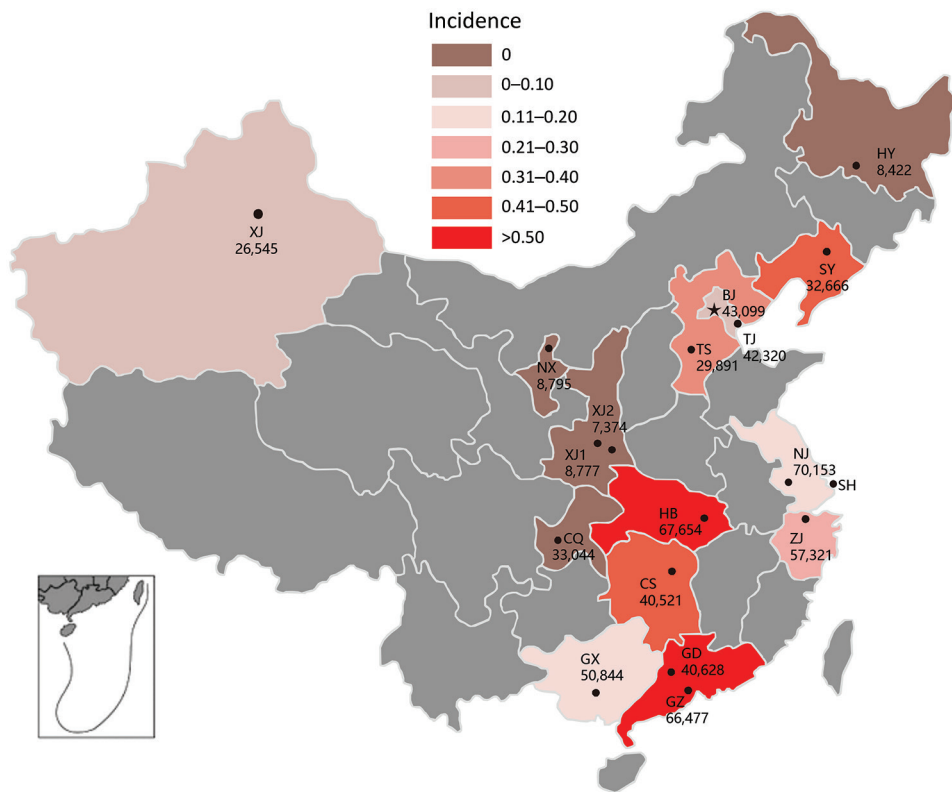 Incidence
0
0–0.10
0.11–0.20
0.21–0.30
0.31–0.40
0.41–0.50
>0.50
HY
8,422
XJ
26,545
SY
32,666
BJ
43,099
TJ
42,320
TS
29,891
NX
8,795
XJ2
7,374
XJ1
8,777
NJ
70,153
SH
HB
67,654
ZJ
57,321
CQ
33,044
CS
40,521
GX
50,844
GD
40,628
GZ
66,477